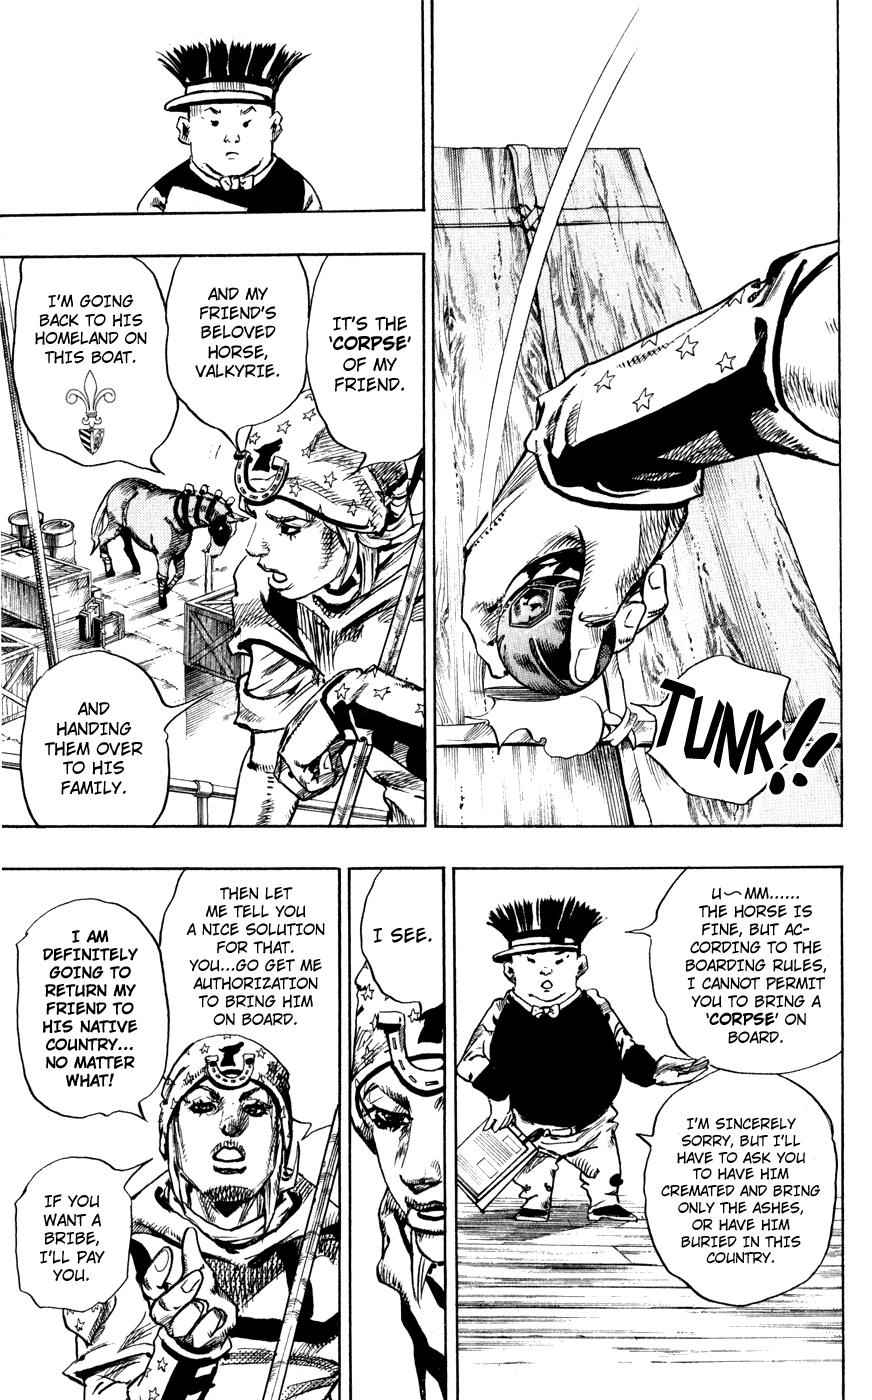 TUNK!!
IT'S THE
'CORPSE'
OF MY
FRIEND.
AND MY
FRIEND'S
BELOVED
HORSE,
VALKYRIE.
I'M GOING
BACK TO HIS
HOMELAND ON
THIS BOAT.
AND
HANDING
THEM OVER
TO HIS
FAMILY.
U~MM......
THE HORSE IS
FINE, BUT AC-
CORDING TO THE
BOARDING RULES,
I CANNOT PERMIT
YOU TO BRING A
'CORPSE' ON
BOARD.
I'M SINCERELY
SORRY, BUT I'LL
HAVE TO ASK YOU
TO HAVE HIM
CREMATED AND BRING
ONLY THE ASHES,
OR HAVE HIM
BURIED IN THIS
COUNTRY.
I SEE.
THEN LET
ME TELL YOU
A NICE SOLUTION
FOR THAT.
YOU...GO GET ME
AUTHORIZATION
TO BRING HIM
ON BOARD.
I AM
DEFINITELY
GOING TO
RETURN MY
FRIEND TO
HIS NATIVE
COUNTRY...
NO MATTER
WHAT!
IF YOU
WANT A
BRIBE,
I'LL PAY
YOU.